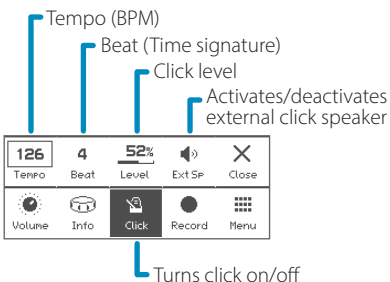 Tempo (BPM)
Beat (Time signature)
Click level
Activates/deactivates
external click speaker
126 4 52% X
Tempo Beat Level Ext SP Close
Volume Info Click Record Menu
Turns click on/off